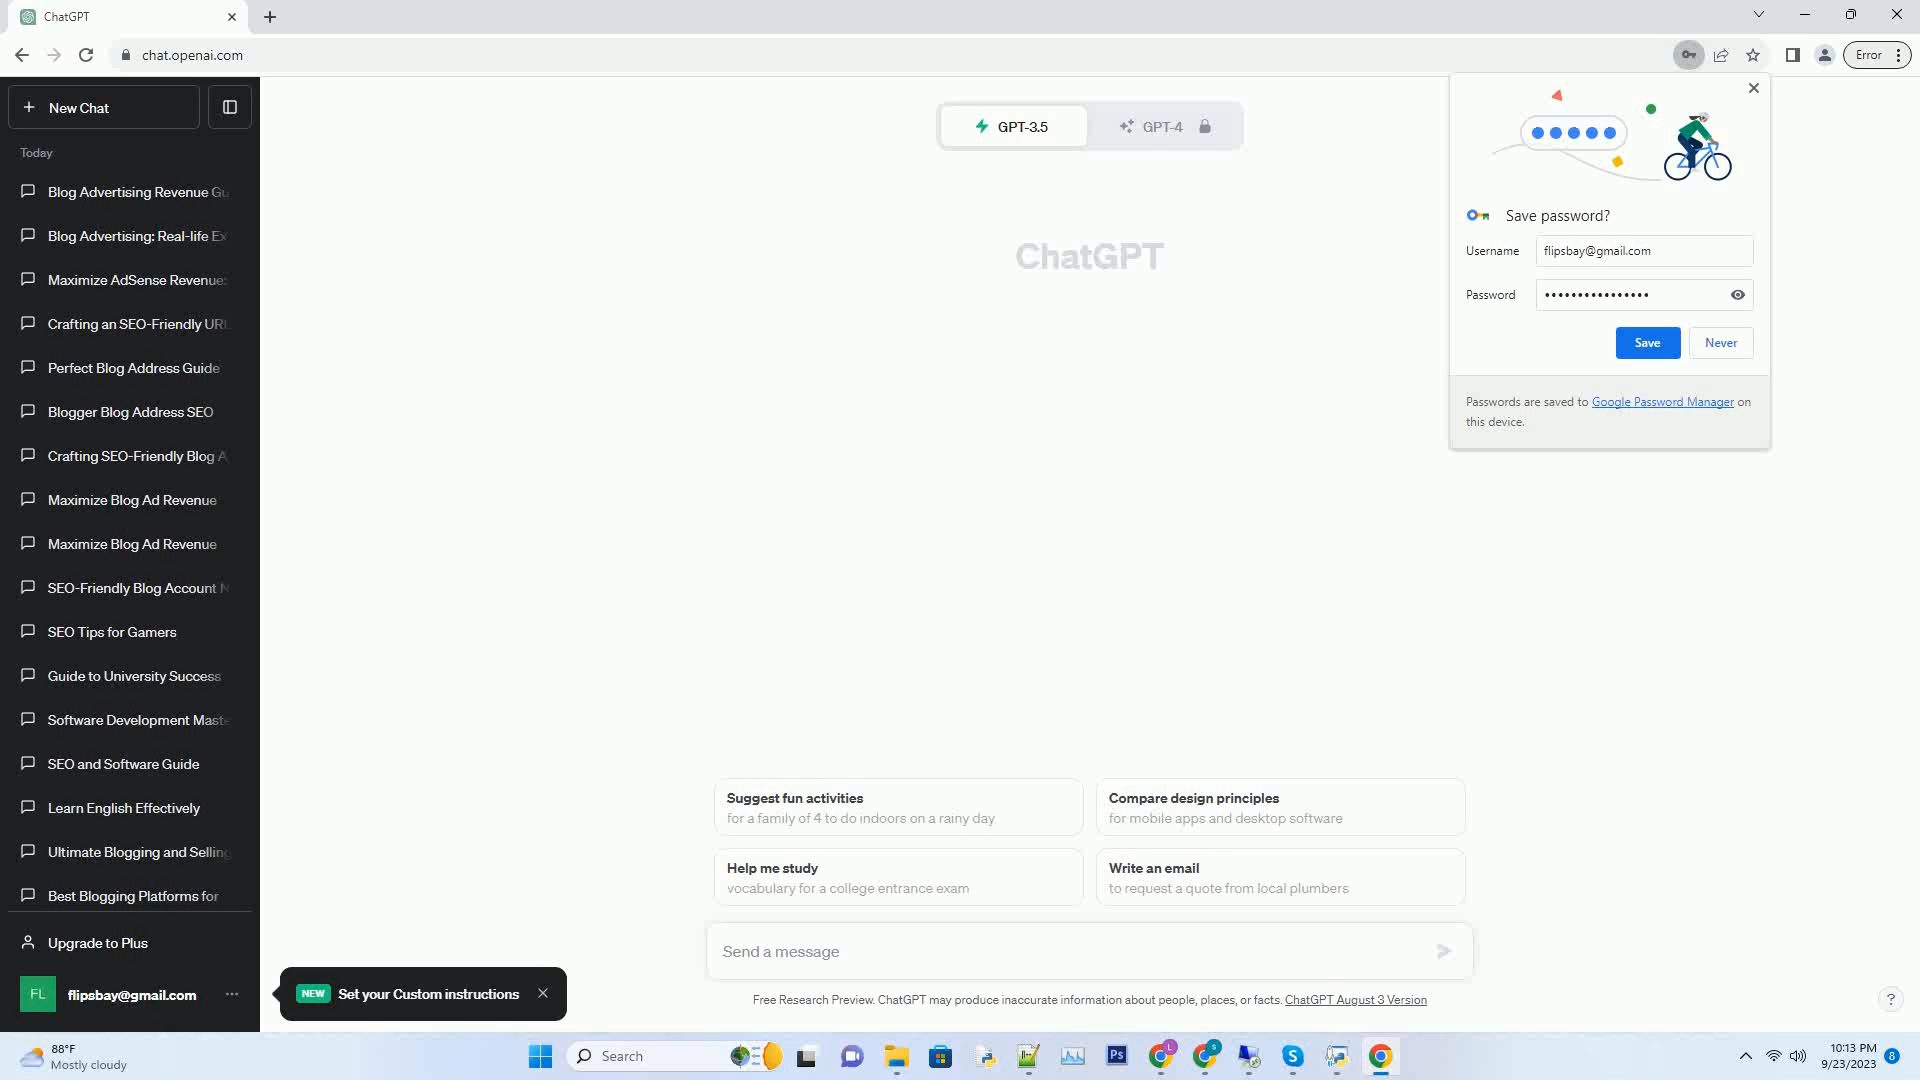 ChatGPT
chat.openai.com
Error
New Chat
Today
Blog Advertising Revenue Gu
Blog Advertising: Real-life Ex
Maximize AdSense Revenue:
Crafting an SEO-Friendly URL
Perfect Blog Address Guide
Blogger Blog Address SEO
Crafting SEO-Friendly Blog A
Maximize Blog Ad Revenue
Maximize Blog Ad Revenue
SEO-Friendly Blog Account N
SEO Tips for Gamers
Guide to University Success
Software Development Maste
SEO and Software Guide
Learn English Effectively
Ultimate Blogging and Selling
Best Blogging Platforms for
Upgrade to Plus
FL
flipsbay@gmail.com
GPT-3.5
GPT-4
ChatGPT
Save password?
Username
flipsbay@gmail.com
Password
••••••••••••••••
Save
Never
Passwords are saved to Google Password Manager on
this device.
Suggest fun activities
for a family of 4 to do indoors on a rainy day
Compare design principles
for mobile apps and desktop software
Help me study
vocabulary for a college entrance exam
Write an email
to request a quote from local plumbers
Send a message
NEW Set your Custom instructions
Free Research Preview. ChatGPT may produce inaccurate information about people, places, or facts. ChatGPT August 3 Version
?
88°F
Mostly cloudy
Search
Ps
L
S
S
10:13 PM
9/23/2023
8